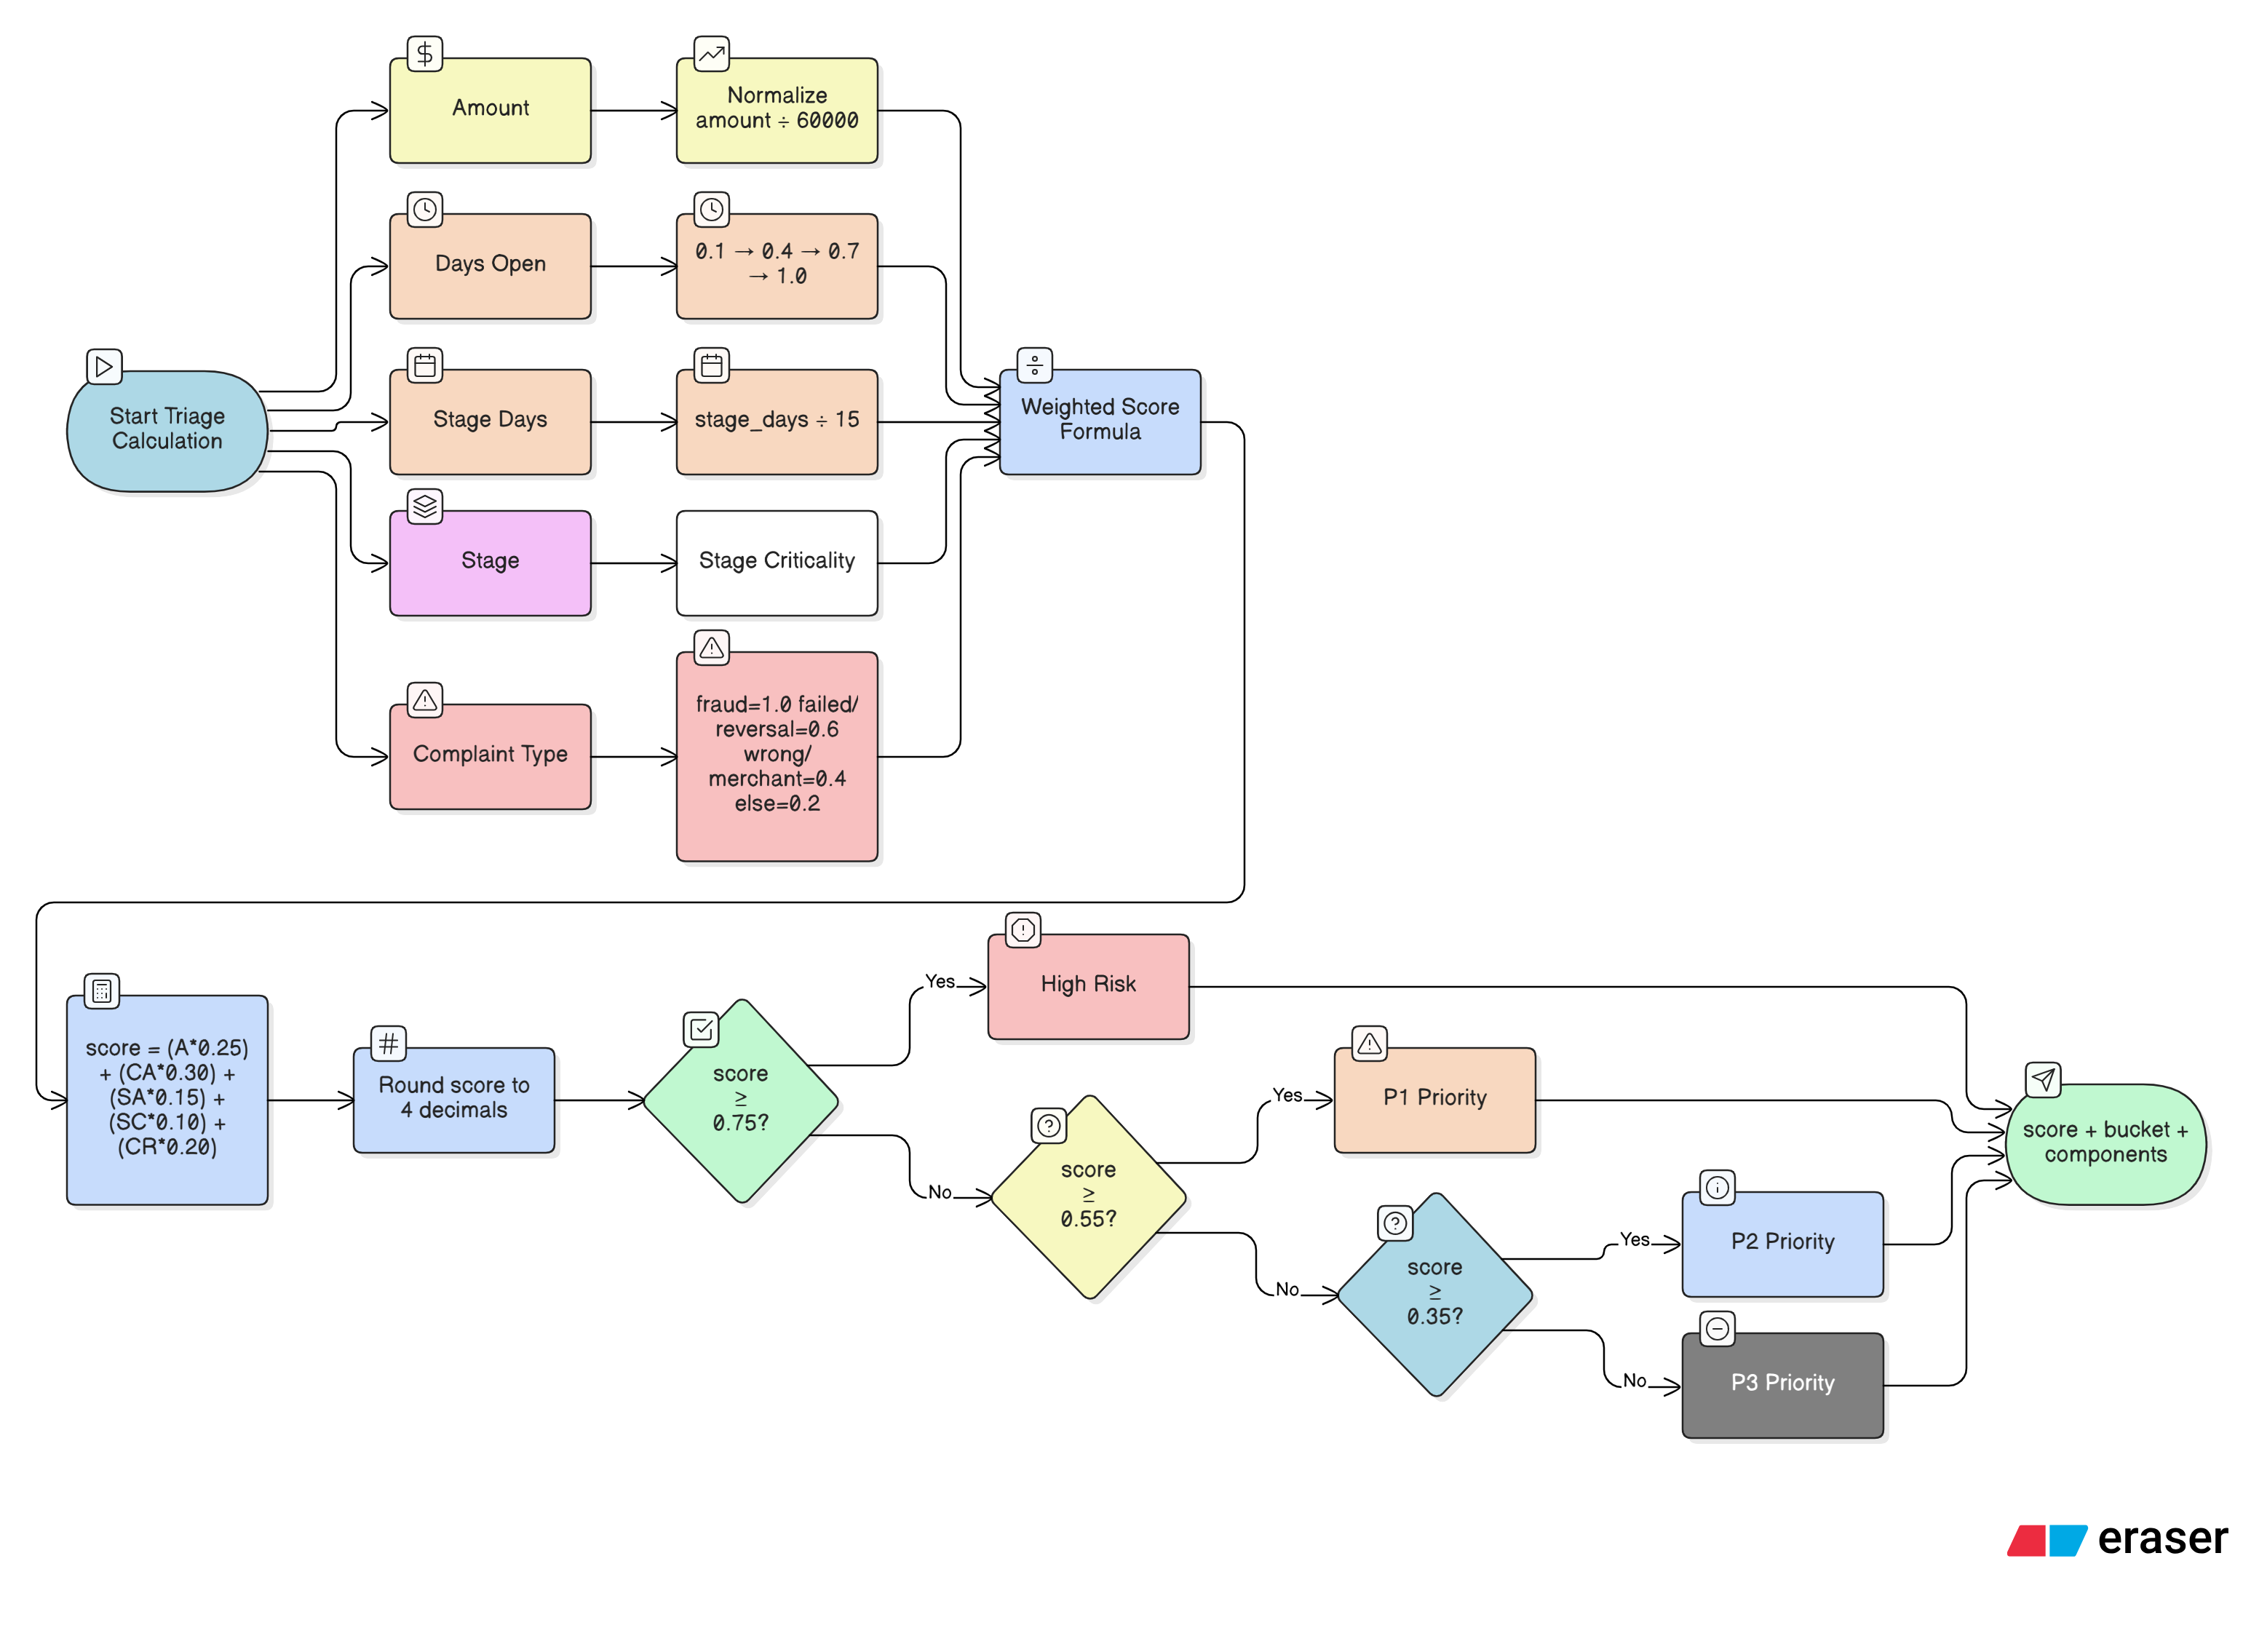 Amount
Normalize
amount ÷ 60000
Days Open
0.1 → 0.4 → 0.7
→ 1.0
Start Triage
Calculation
Stage Days
stage_days ÷ 15
Weighted Score
Formula
Stage
Stage Criticality
Complaint Type
fraud=1.0 failed/
reversal=0.6
wrong/
merchant=0.4
else=0.2
score = (A*0.25)
+ (CA*0.30) +
(SA*0.15) +
(SC*0.10) +
(CR*0.20)
Round score to
4 decimals
score
≥
0.75?
Yes
High Risk
No
score
≥
0.55?
Yes
P1 Priority
No
score
≥
0.35?
Yes
P2 Priority
No
P3 Priority
score + bucket +
components
eraser